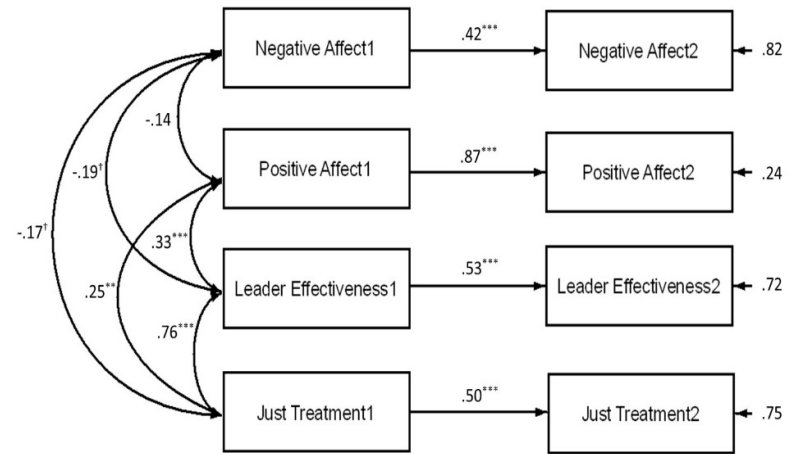 Negative Affect1 .42*** Negative Affect2 .82
-.14
Positive Affect1 .87*** Positive Affect2 .24
-.19†
-.17†
.33***
Leader Effectiveness1 .53*** Leader Effectiveness2 .72
.25**
.76***
Just Treatment1 .50*** Just Treatment2 .75